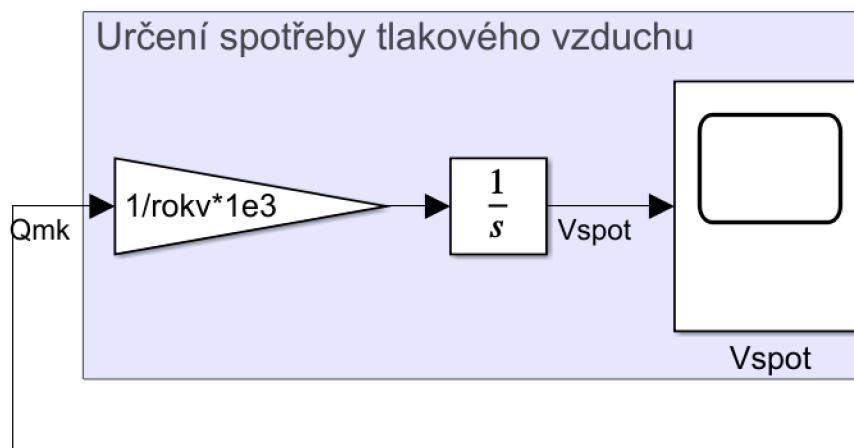 Určení spotřeby tlakového vzduchu
Qmk
1/rokv*1e3
1
s
Vspot
Vspot